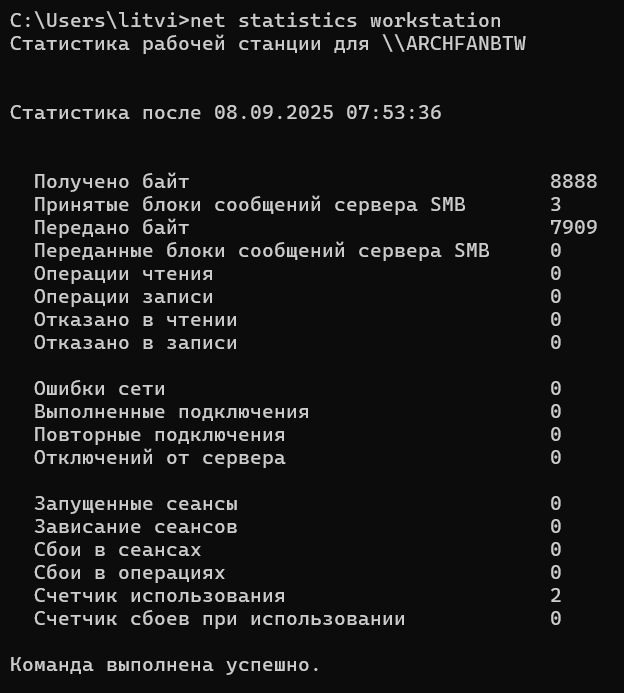 C:\Users\litvi>net statistics workstation
Статистика рабочей станции для \\ARCHFANBTW
Статистика после 08.09.2025 07:53:36
Получено байт 8888
Принятые блоки сообщений сервера SMB 3
Передано байт 7909
Переданные блоки сообщений сервера SMB 0
Операции чтения 0
Операции записи 0
Отказано в чтении 0
Отказано в записи 0
Ошибки сети 0
Выполненные подключения 0
Повторные подключения 0
Отключений от сервера 0
Запущенные сеансы 0
Зависание сеансов 0
Сбои в сеансах 0
Сбои в операциях 0
Счетчик использования 2
Счетчик сбоев при использовании 0
Команда выполнена успешно.